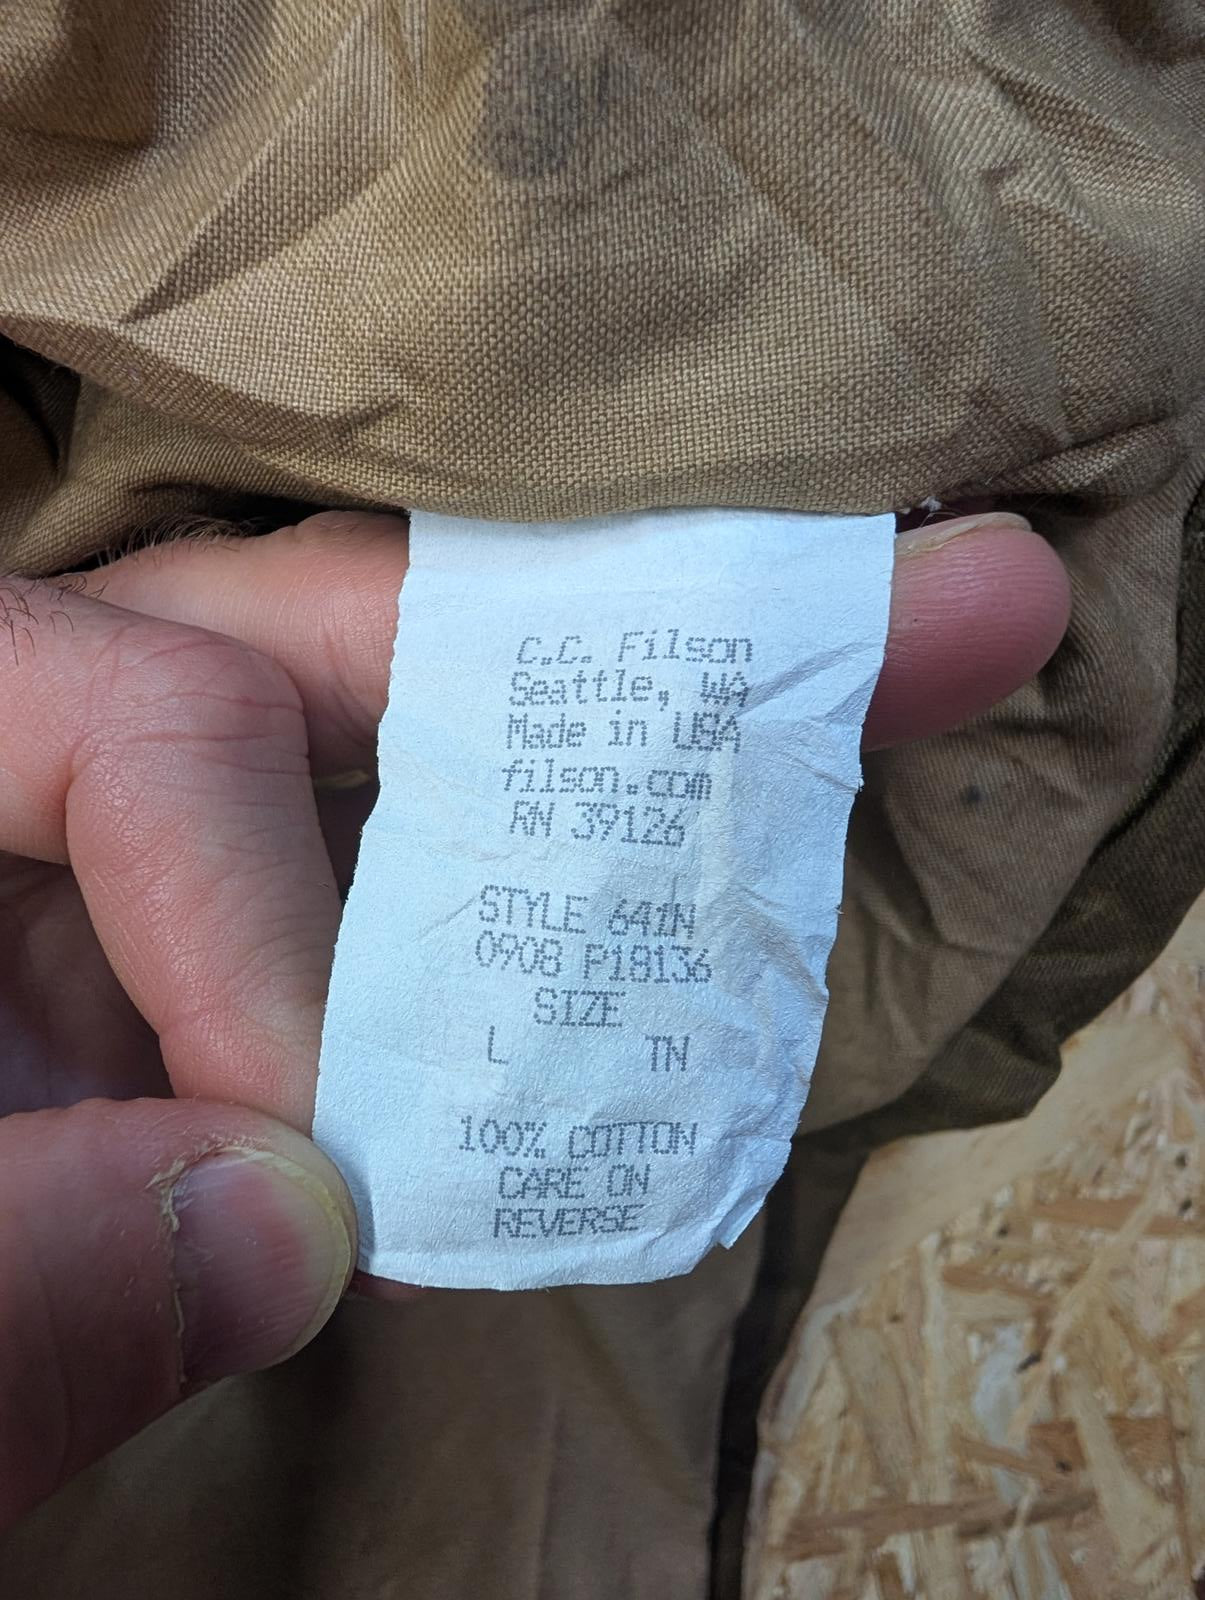 C.C. Filson
Seattle, WA
Made in USA
filson.com
RN 39126
STYLE 641N
0908 P18136
SIZE
L TN
100% COTTON
CARE ON
REVERSE